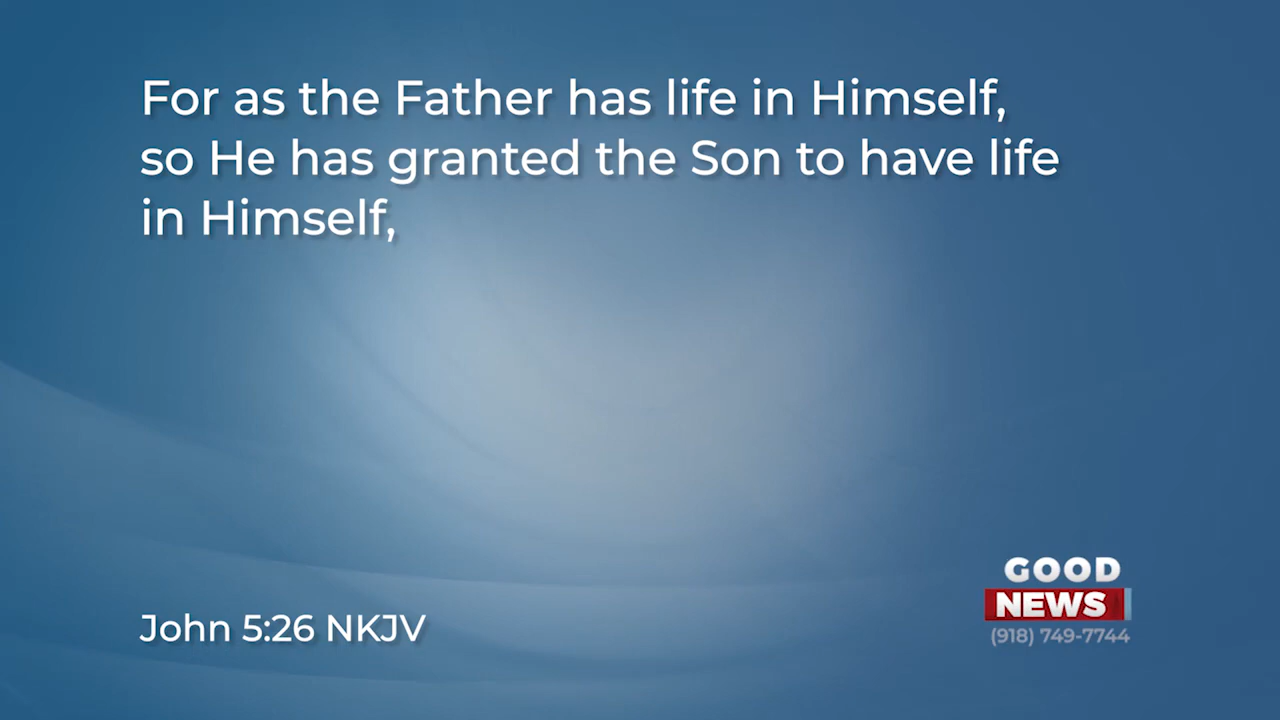 For as the Father has life in Himself,
so He has granted the Son to have life
in Himself,
John 5:26 NKJV
GOOD
NEWS
(918) 749-7744